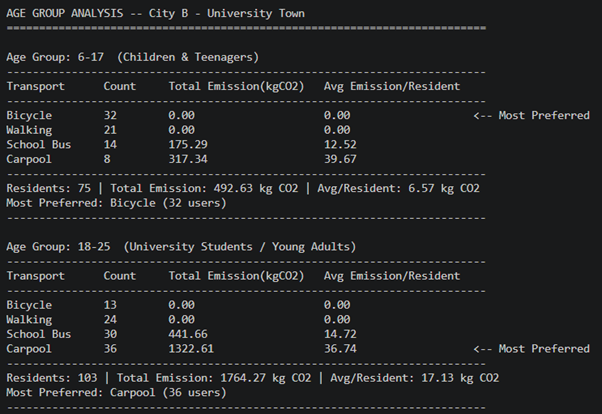 AGE GROUP ANALYSIS -- City B - University Town
==========================================================================
Age Group: 6-17  (Children & Teenagers)
--------------------------------------------------------------------------
Transport      Count      Total Emission(kgCO2)   Avg Emission/Resident
--------------------------------------------------------------------------
Bicycle        32         0.00                    0.00                   <-- Most Preferred
Walking        21         0.00                    0.00
School Bus     14         175.29                  12.52
Carpool        8          317.34                  39.67
--------------------------------------------------------------------------
Residents: 75 | Total Emission: 492.63 kg CO2 | Avg/Resident: 6.57 kg CO2
Most Preferred: Bicycle (32 users)
--------------------------------------------------------------------------
Age Group: 18-25  (University Students / Young Adults)
--------------------------------------------------------------------------
Transport      Count      Total Emission(kgCO2)   Avg Emission/Resident
--------------------------------------------------------------------------
Bicycle        13         0.00                    0.00
Walking        24         0.00                    0.00
School Bus     30         441.66                  14.72
Carpool        36         1322.61                 36.74                  <-- Most Preferred
--------------------------------------------------------------------------
Residents: 103 | Total Emission: 1764.27 kg CO2 | Avg/Resident: 17.13 kg CO2
Most Preferred: Carpool (36 users)
--------------------------------------------------------------------------